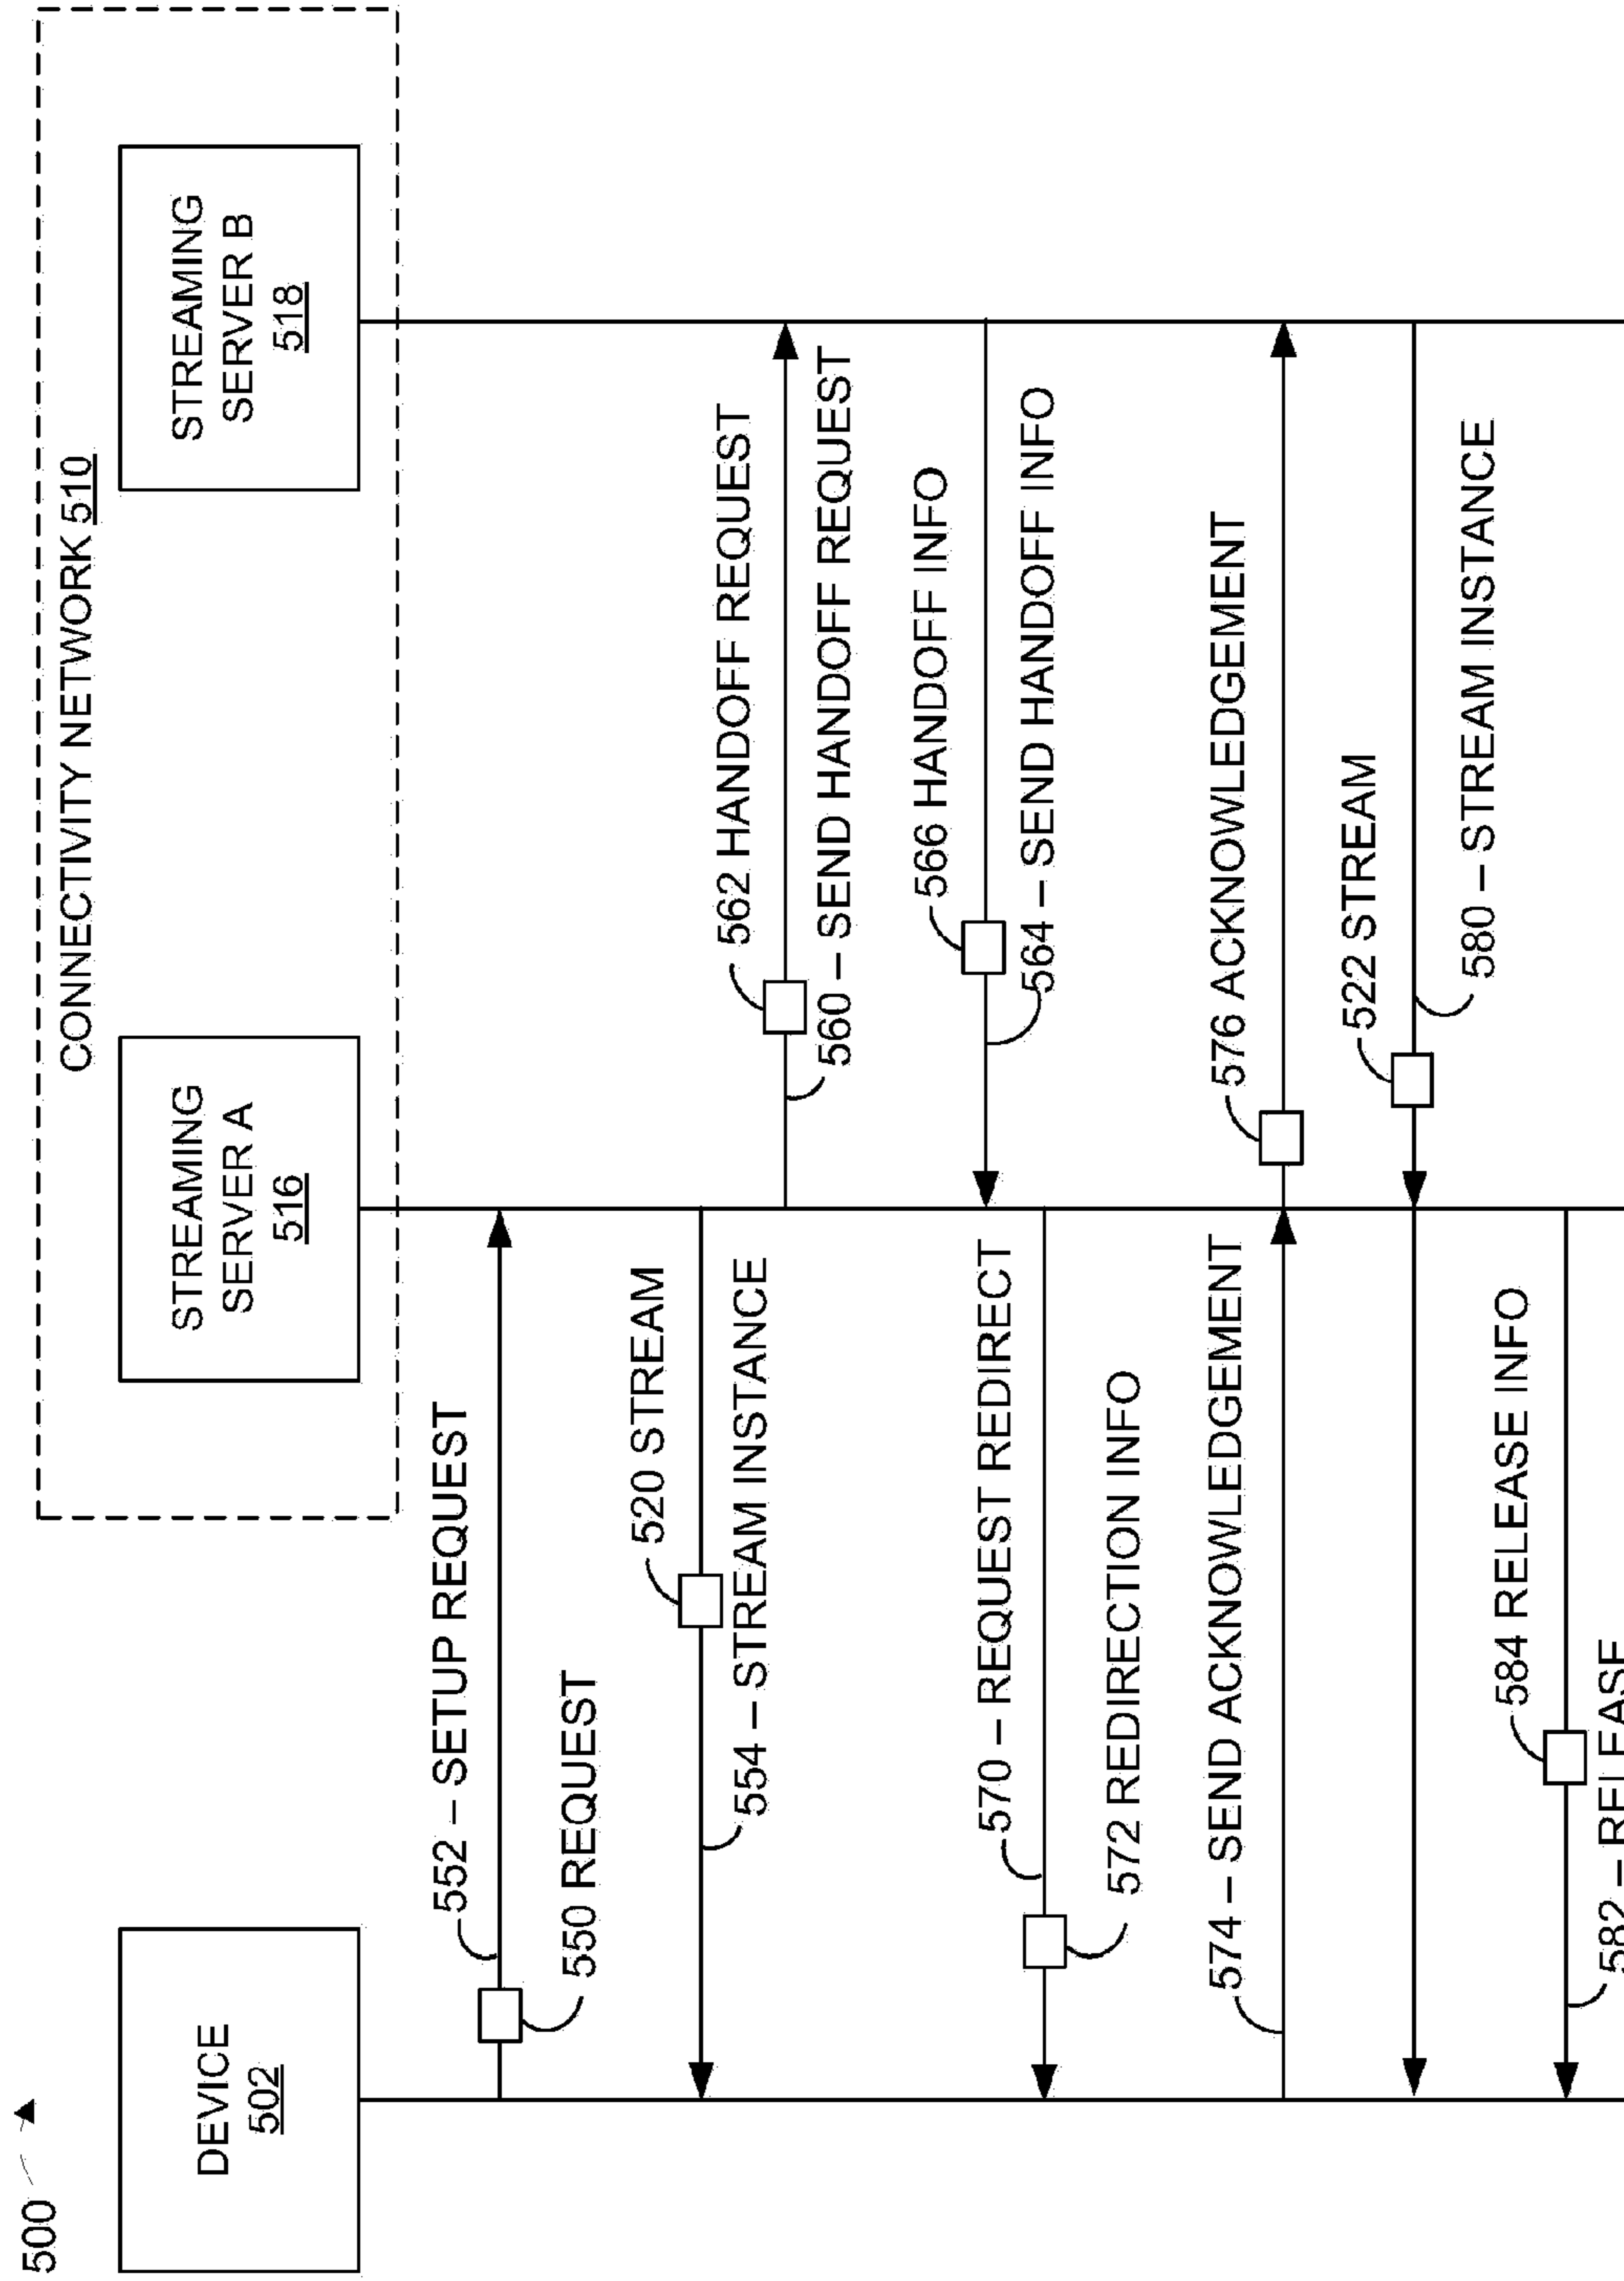 500
CONNECTIVITY NETWORK 510
DEVICE
502
STREAMING
SERVER A
516
STREAMING
SERVER B
518
552 – SETUP REQUEST
550 REQUEST
520 STREAM
554 – STREAM INSTANCE
562 HANDOFF REQUEST
560 – SEND HANDOFF REQUEST
566 HANDOFF INFO
564 – SEND HANDOFF INFO
570 – REQUEST REDIRECT
572 REDIRECTION INFO
574 – SEND ACKNOWLEDGEMENT
576 ACKNOWLEDGEMENT
522 STREAM
580 – STREAM INSTANCE
584 RELEASE INFO
582 – RELEASE